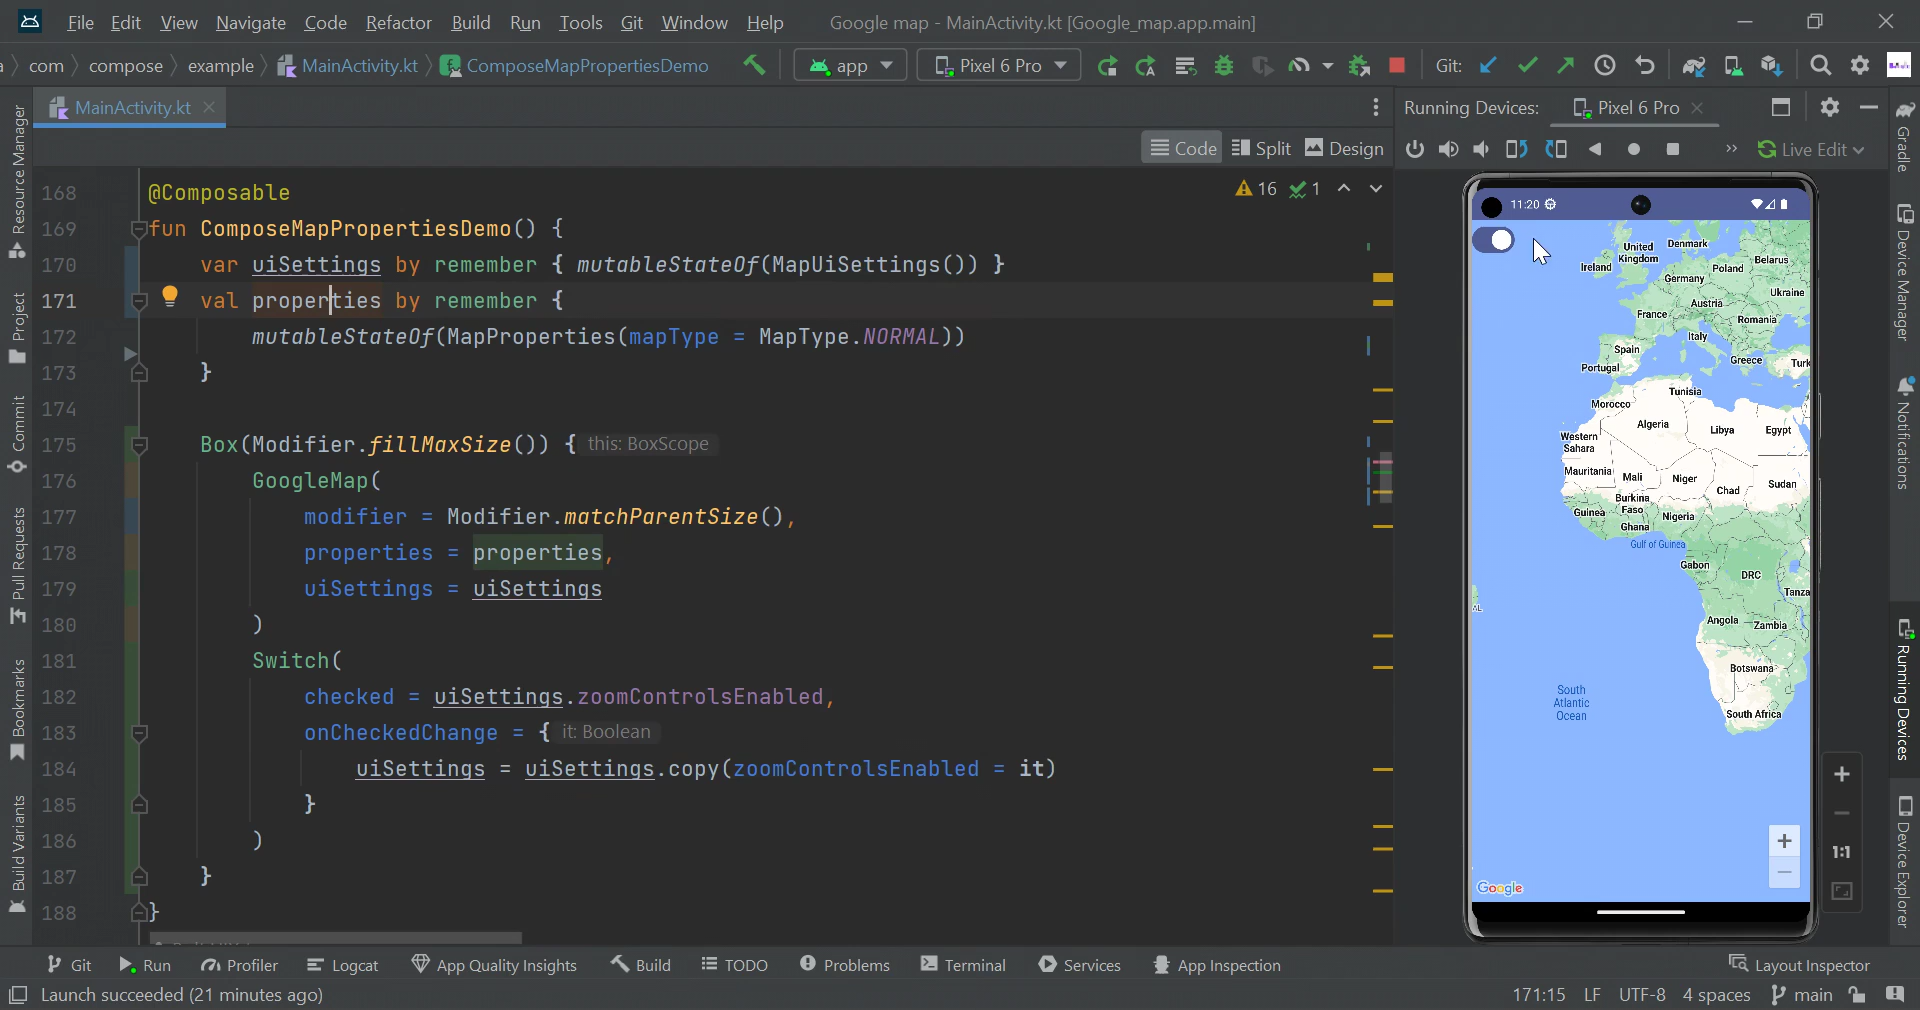 File Edit View Navigate Code Refactor Build Run Tools Git Window Help Google map - MainActivity.kt [Google_map.app.main]
com compose example MainActivity.kt ComposeMapPropertiesDemo app Pixel 6 Pro Git:
MainActivity.kt
Running Devices: Pixel 6 Pro
Code Split Design
Live Edit
16 1
168 @Composable
169 fun ComposeMapPropertiesDemo() {
170 var uiSettings by remember { mutableStateOf(MapUiSettings()) }
171 val properties by remember {
172 mutableStateOf(MapProperties(mapType = MapType.NORMAL))
173 }
174
175 Box(Modifier.fillMaxSize()) { this: BoxScope
176 GoogleMap(
177 modifier = Modifier.matchParentSize(),
178 properties = properties,
179 uiSettings = uiSettings
180 )
181 Switch(
182 checked = uiSettings.zoomControlsEnabled,
183 onCheckedChange = { it: Boolean
184 uiSettings = uiSettings.copy(zoomControlsEnabled = it)
185 }
186 )
187 }
188 }
Resource Manager
Project
Commit
Pull Requests
Bookmarks
Build Variants
11:20
United
Kingdom
Denmark
Ireland
Poland
Belarus
Germany
Ukraine
Austria
France
Romania
Italy
Spain
Greece
Turk
Portugal
Tunisia
Morocco
Algeria
Libya
Egypt
Western
Sahara
Mauritania
Mali
Niger
Chad
Sudan
Burkina
Faso
Guinea
Ghana
Nigeria
Gulf of Guinea
Gabon
DRC
Tanza
AL
Angola
Zambia
Botswana
South
Atlantic
Ocean
South Africa
+
−
Google
+
−
1:1
Gradle
Device Manager
Notifications
Running Devices
Device Explorer
Git Run Profiler Logcat App Quality Insights Build TODO Problems Terminal Services App Inspection Layout Inspector
Launch succeeded (21 minutes ago) 171:15 LF UTF-8 4 spaces main